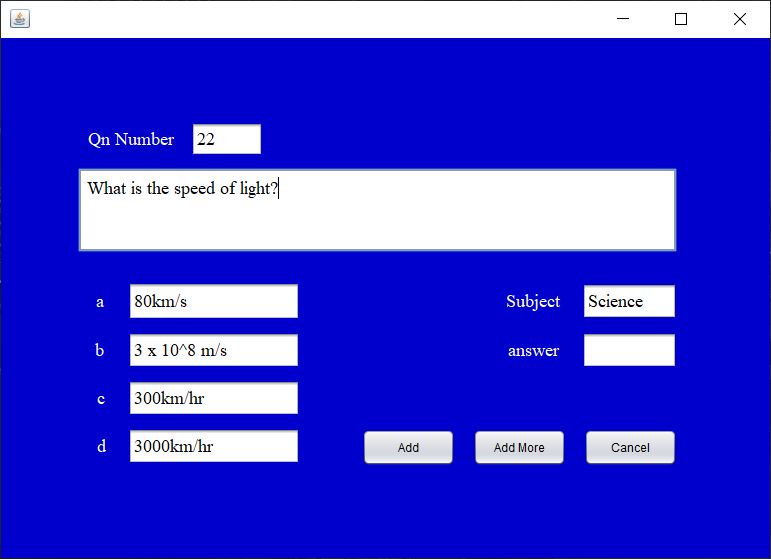 Qn Number 22
What is the speed of light?
a 80km/s Subject Science
b 3 x 10^8 m/s answer
c 300km/hr
d 3000km/hr Add Add More Cancel